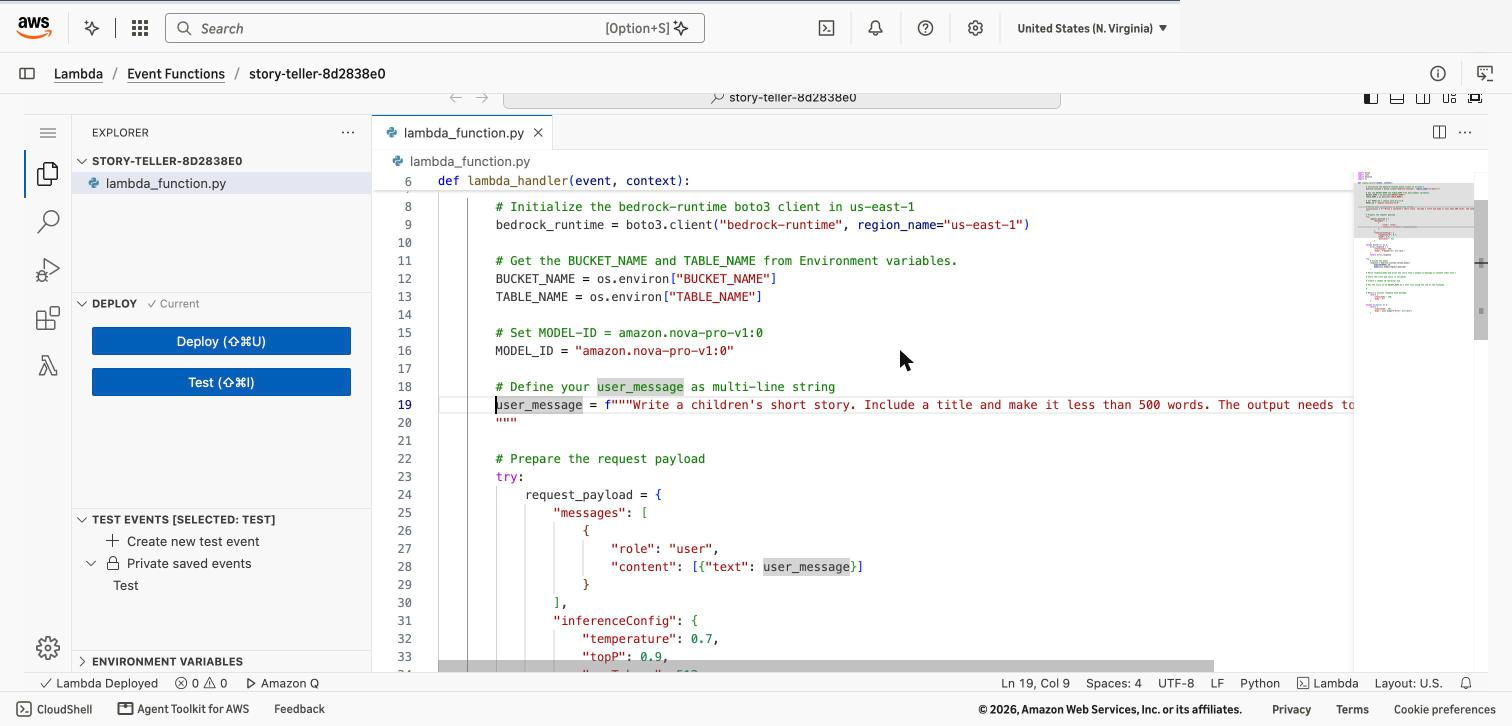 aws
Search [Option+S]
United States (N. Virginia)
Lambda / Event Functions / story-teller-8d2838e0
story-teller-8d2838e0
EXPLORER
STORY-TELLER-8D2838E0
lambda_function.py
DEPLOY Current
Deploy (⇧⌘U)
Test (⇧⌘I)
TEST EVENTS [SELECTED: TEST]
Create new test event
Private saved events
Test
ENVIRONMENT VARIABLES
lambda_function.py
lambda_function.py
6 def lambda_handler(event, context):
8 # Initialize the bedrock-runtime boto3 client in us-east-1
9 bedrock_runtime = boto3.client("bedrock-runtime", region_name="us-east-1")
10
11 # Get the BUCKET_NAME and TABLE_NAME from Environment variables.
12 BUCKET_NAME = os.environ["BUCKET_NAME"]
13 TABLE_NAME = os.environ["TABLE_NAME"]
14
15 # Set MODEL-ID = amazon.nova-pro-v1:0
16 MODEL_ID = "amazon.nova-pro-v1:0"
17
18 # Define your user_message as multi-line string
19 user_message = f"""Write a children's short story. Include a title and make it less than 500 words. The output needs to
20 """
21
22 # Prepare the request payload
23 try:
24 request_payload = {
25 "messages": [
26 {
27 "role": "user",
28 "content": [{"text": user_message}]
29 }
30 ],
31 "inferenceConfig": {
32 "temperature": 0.7,
33 "topP": 0.9,
Lambda Deployed 0 0 Amazon Q Ln 19, Col 9 Spaces: 4 UTF-8 LF Python Lambda Layout: U.S.
CloudShell Agent Toolkit for AWS Feedback © 2026, Amazon Web Services, Inc. or its affiliates. Privacy Terms Cookie preferences